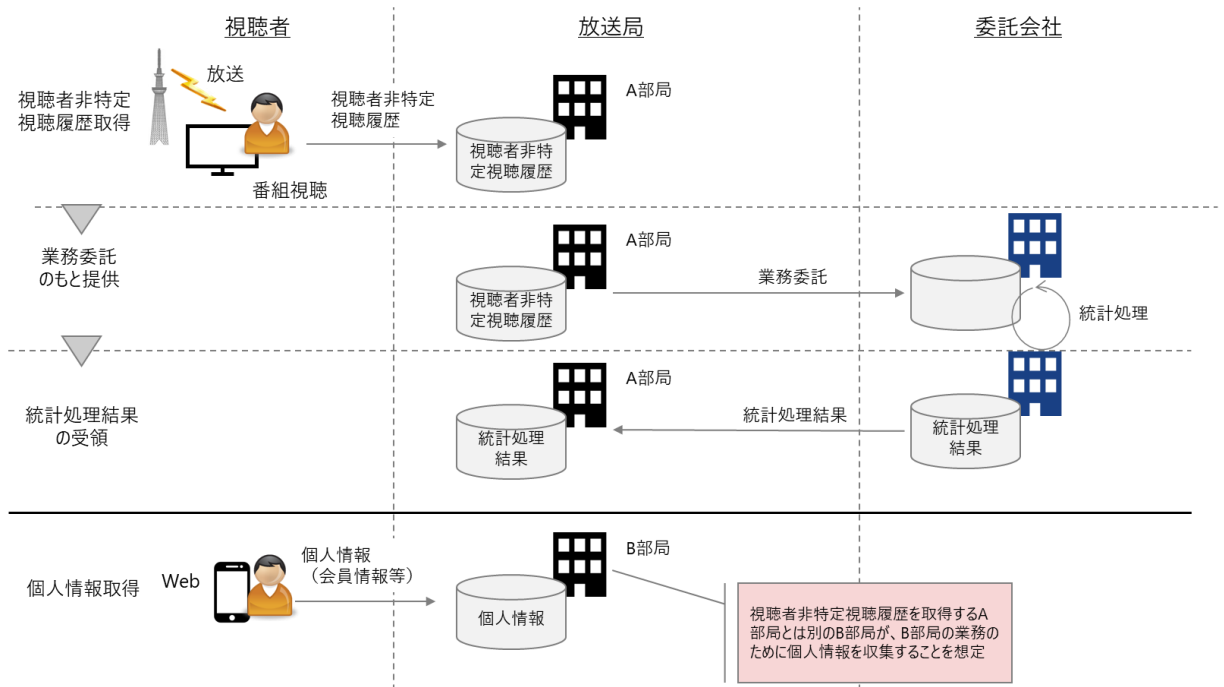 視聴者
放送局
委託会社
視聴者非特定
視聴履歴取得
放送
番組視聴
視聴者非特定
視聴履歴
A部局
視聴者非特
定視聴履歴
業務委託
のもと提供
A部局
視聴者非特
定視聴履歴
業務委託
統計処理
統計処理結果
の受領
A部局
統計処理
結果
統計処理結果
統計処理
結果
個人情報取得
Web
個人情報
（会員情報等）
B部局
個人情報
視聴者非特定視聴履歴を取得するA
部局とは別のB部局が、B部局の業務の
ために個人情報を収集することを想定